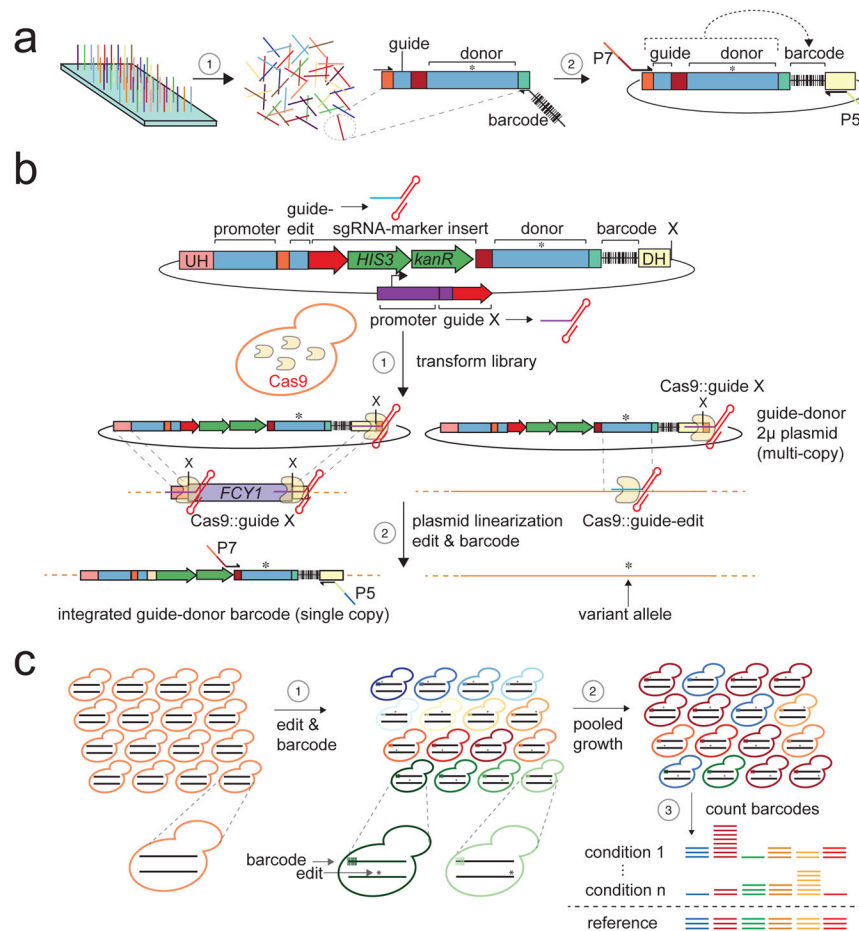 a
1
guide
donor
*
barcode
2
P7
guide
donor
barcode
*
P5
b
guide-
edit
promoter
sgRNA-marker insert
donor
barcode
X
UH
HIS3
kanR
*
DH
promoter
guide X
Cas9
1
transform library
Cas9::guide X
X
*
X
*
guide-donor
2μ plasmid
(multi-copy)
X
X
FCY1
Cas9::guide X
Cas9::guide-edit
2
plasmid linearization
edit & barcode
P7
*
P5
*
integrated guide-donor barcode (single copy)
variant allele
c
1
edit &
barcode
2
pooled
growth
3
count barcodes
barcode
edit
*
*
condition 1
⋮
condition n
reference